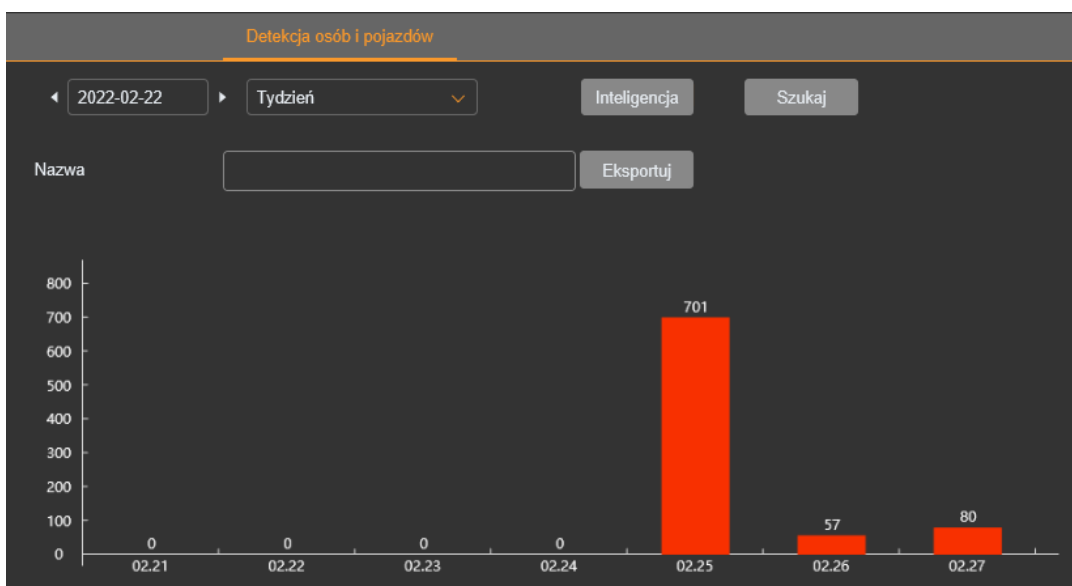 Detekcja osób i pojazdów
2022-02-22 Tydzień Inteligencja Szukaj
Nazwa Eksportuj
800
700 701
600
500
400
300
200
100 57 80
0 0 0 0 0
02.21 02.22 02.23 02.24 02.25 02.26 02.27